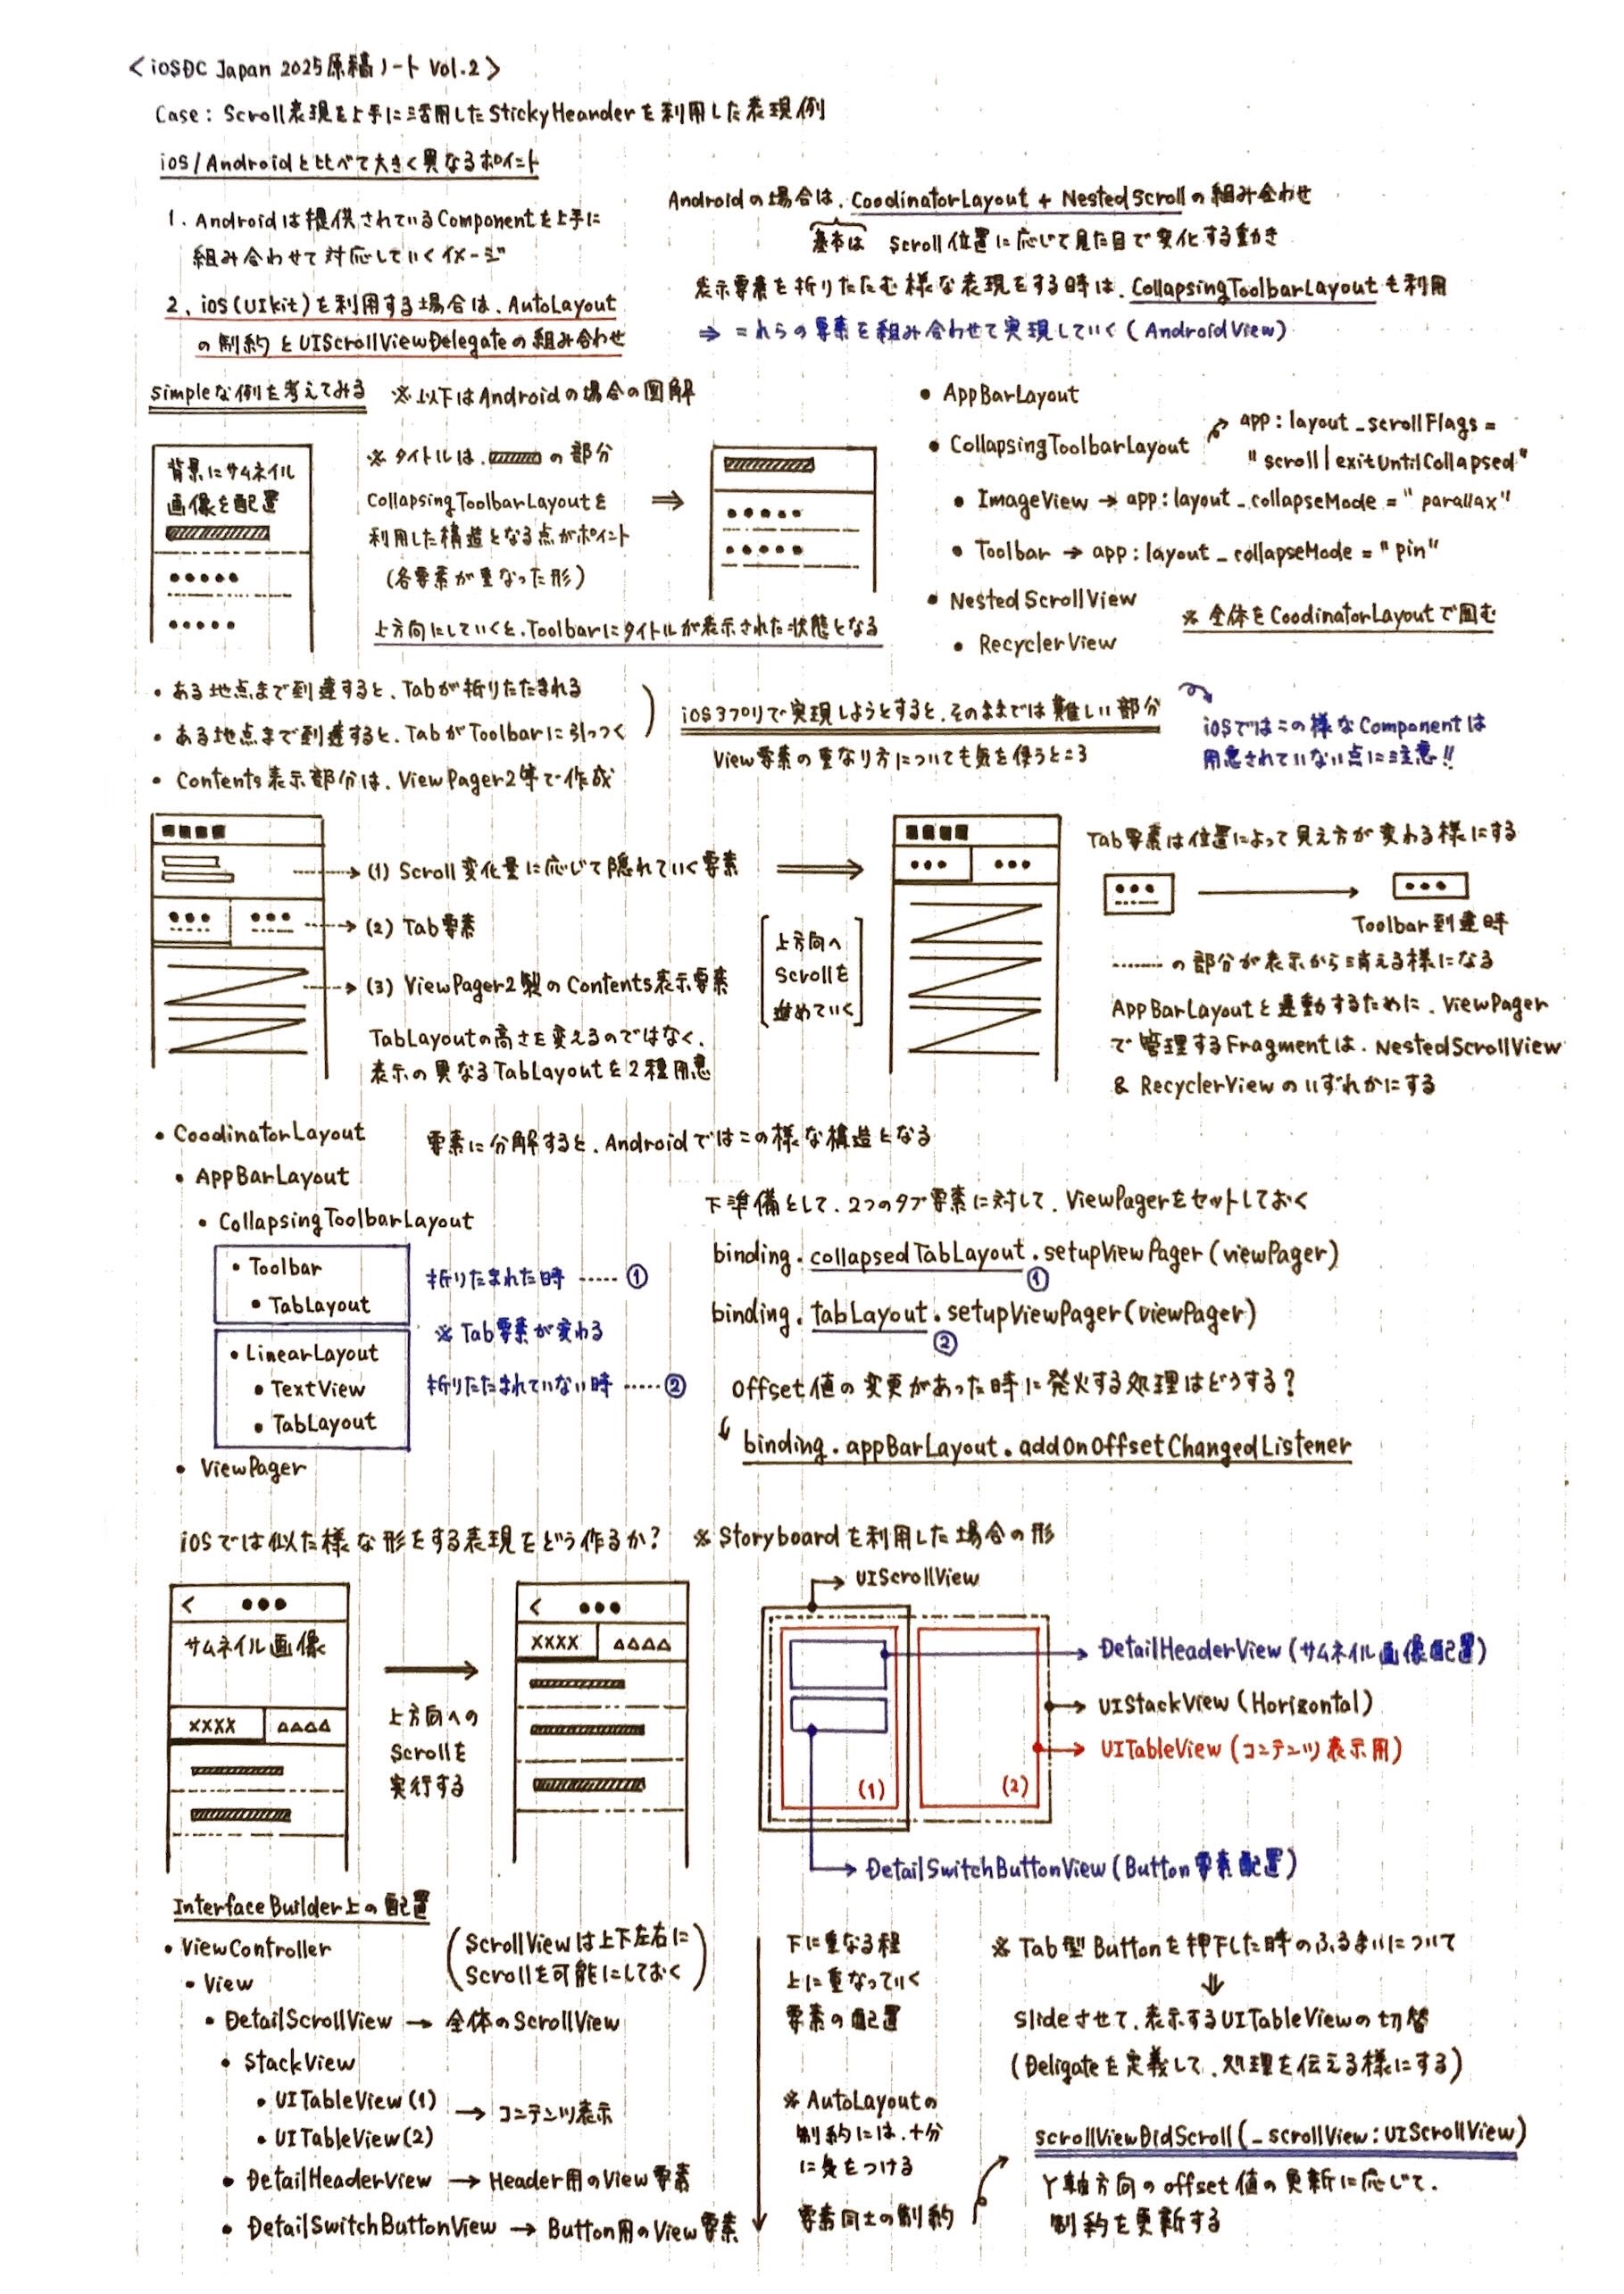 <iOSDC Japan 2025原稿ノート Vol.2>
Case: Scroll表現を上手に活用したStickyHeanderを利用した表現例
iOS/Androidと比べて大きく異なるポイント
1. Androidは提供されているComponentを上手に
組み合わせて対応していくイメージ
2. iOS(UIKit)を利用する場合は、AutoLayout
の制約とUIScrollViewDelegateの組み合わせ
Androidの場合は、CoodinatorLayout + NestedScrollの組み合わせ
基本は Scroll位置に応じて見た目で変化する動き
表示要素を折りたたむ様な表現をする時は、CollapsingToolbarLayoutも利用
⇒ これらの要素を組み合わせて実現していく(AndroidView)
Simpleな例を考えてみる ※以下はAndroidの場合の図解
背景にサムネイル
画像を配置
※タイトルは、の部分
CollapsingToolbarLayoutを
利用した構造となる点がポイント
(各要素が重なった形)
上方向にしていくと、Toolbarにタイトルが表示された状態となる
• AppBarLayout
• CollapsingToolbarLayout
app:layout_scrollFlags=
"scroll|exitUntilCollapsed"
• ImageView → app:layout_collapseMode="parallax"
• Toolbar → app:layout_collapseMode="pin"
• NestedScrollView
• RecyclerView
※全体をCoodinatorLayoutで囲む
• ある地点まで到達すると、Tabが折りたたまれる
• ある地点まで到達すると、TabがToolbarに引っつく
• Contents表示部分は、ViewPager2等で作成
iOSアプリで実現しようとすると、そのままでは難しい部分
View要素の重なり方についても気を使うところ
iOSではこの様なComponentは
用意されていない点に注意!!
(1) Scroll変化量に応じて隠れていく要素
(2) Tab要素
(3) ViewPager2製のContents表示要素
TabLayoutの高さを変えるのではなく、
表示の異なるTabLayoutを2種用意
上方向へ
Scrollを
進めていく
Tab要素は位置によって見え方が変わる様にする
Toolbar到達時
の部分が表示から消える様になる
AppBarLayoutと連動するために、ViewPager
で管理するFragmentは、NestedScrollView
& RecyclerViewのいずれかにする
• CoodinatorLayout
要素に分解すると、Androidではこの様な構造となる
• AppBarLayout
• CollapsingToolbarLayout
• Toolbar
• TabLayout
折りたまれた時 …… ①
※Tab要素が変わる
• LinearLayout
• TextView
• TabLayout
折りたたまれていない時 …… ②
• ViewPager
下準備として、2つのタブ要素に対して、ViewPagerをセットしておく
binding.collapsedTabLayout.setupViewPager(viewPager)
①
binding.tabLayout.setupViewPager(viewPager)
②
Offset値の変更があった時に発火する処理はどうする?
binding.appBarLayout.addOnOffsetChangedListener
iOSでは似た様な形をする表現をどう作るか? ※Storyboardを利用した場合の形
< ●●●
サムネイル画像
XXXX △△△△
上方向への
Scrollを
実行する
< ●●●
XXXX △△△△
UIScrollView
DetailHeaderView(サムネイル画像配置)
UIStackView(Horizontal)
UITableView(コンテンツ表示用)
(1) (2)
DetailSwitchButtonView(Button要素配置)
InterfaceBuilder上の配置
• ViewController
• View
(ScrollViewは上下左右に
Scrollを可能にしておく)
• DetailScrollView → 全体のScrollView
• StackView
• UITableView(1)
• UITableView(2)
→ コンテンツ表示
• DetailHeaderView → Header用のView要素
• DetailSwitchButtonView → Button用のView要素
下に重なる程
上に重なっていく
要素の配置
※AutoLayoutの
制約には、十分
に気をつける
要素同士の制約
※Tab型Buttonを押下した時のふるまいについて
⇓
Slideさせて、表示するUITableViewの切替
(Deligateを定義して、処理を伝える様にする)
scrollViewDidScroll(_scrollView:UIScrollView)
Y軸方向のoffset値の更新に応じて、
制約を更新する